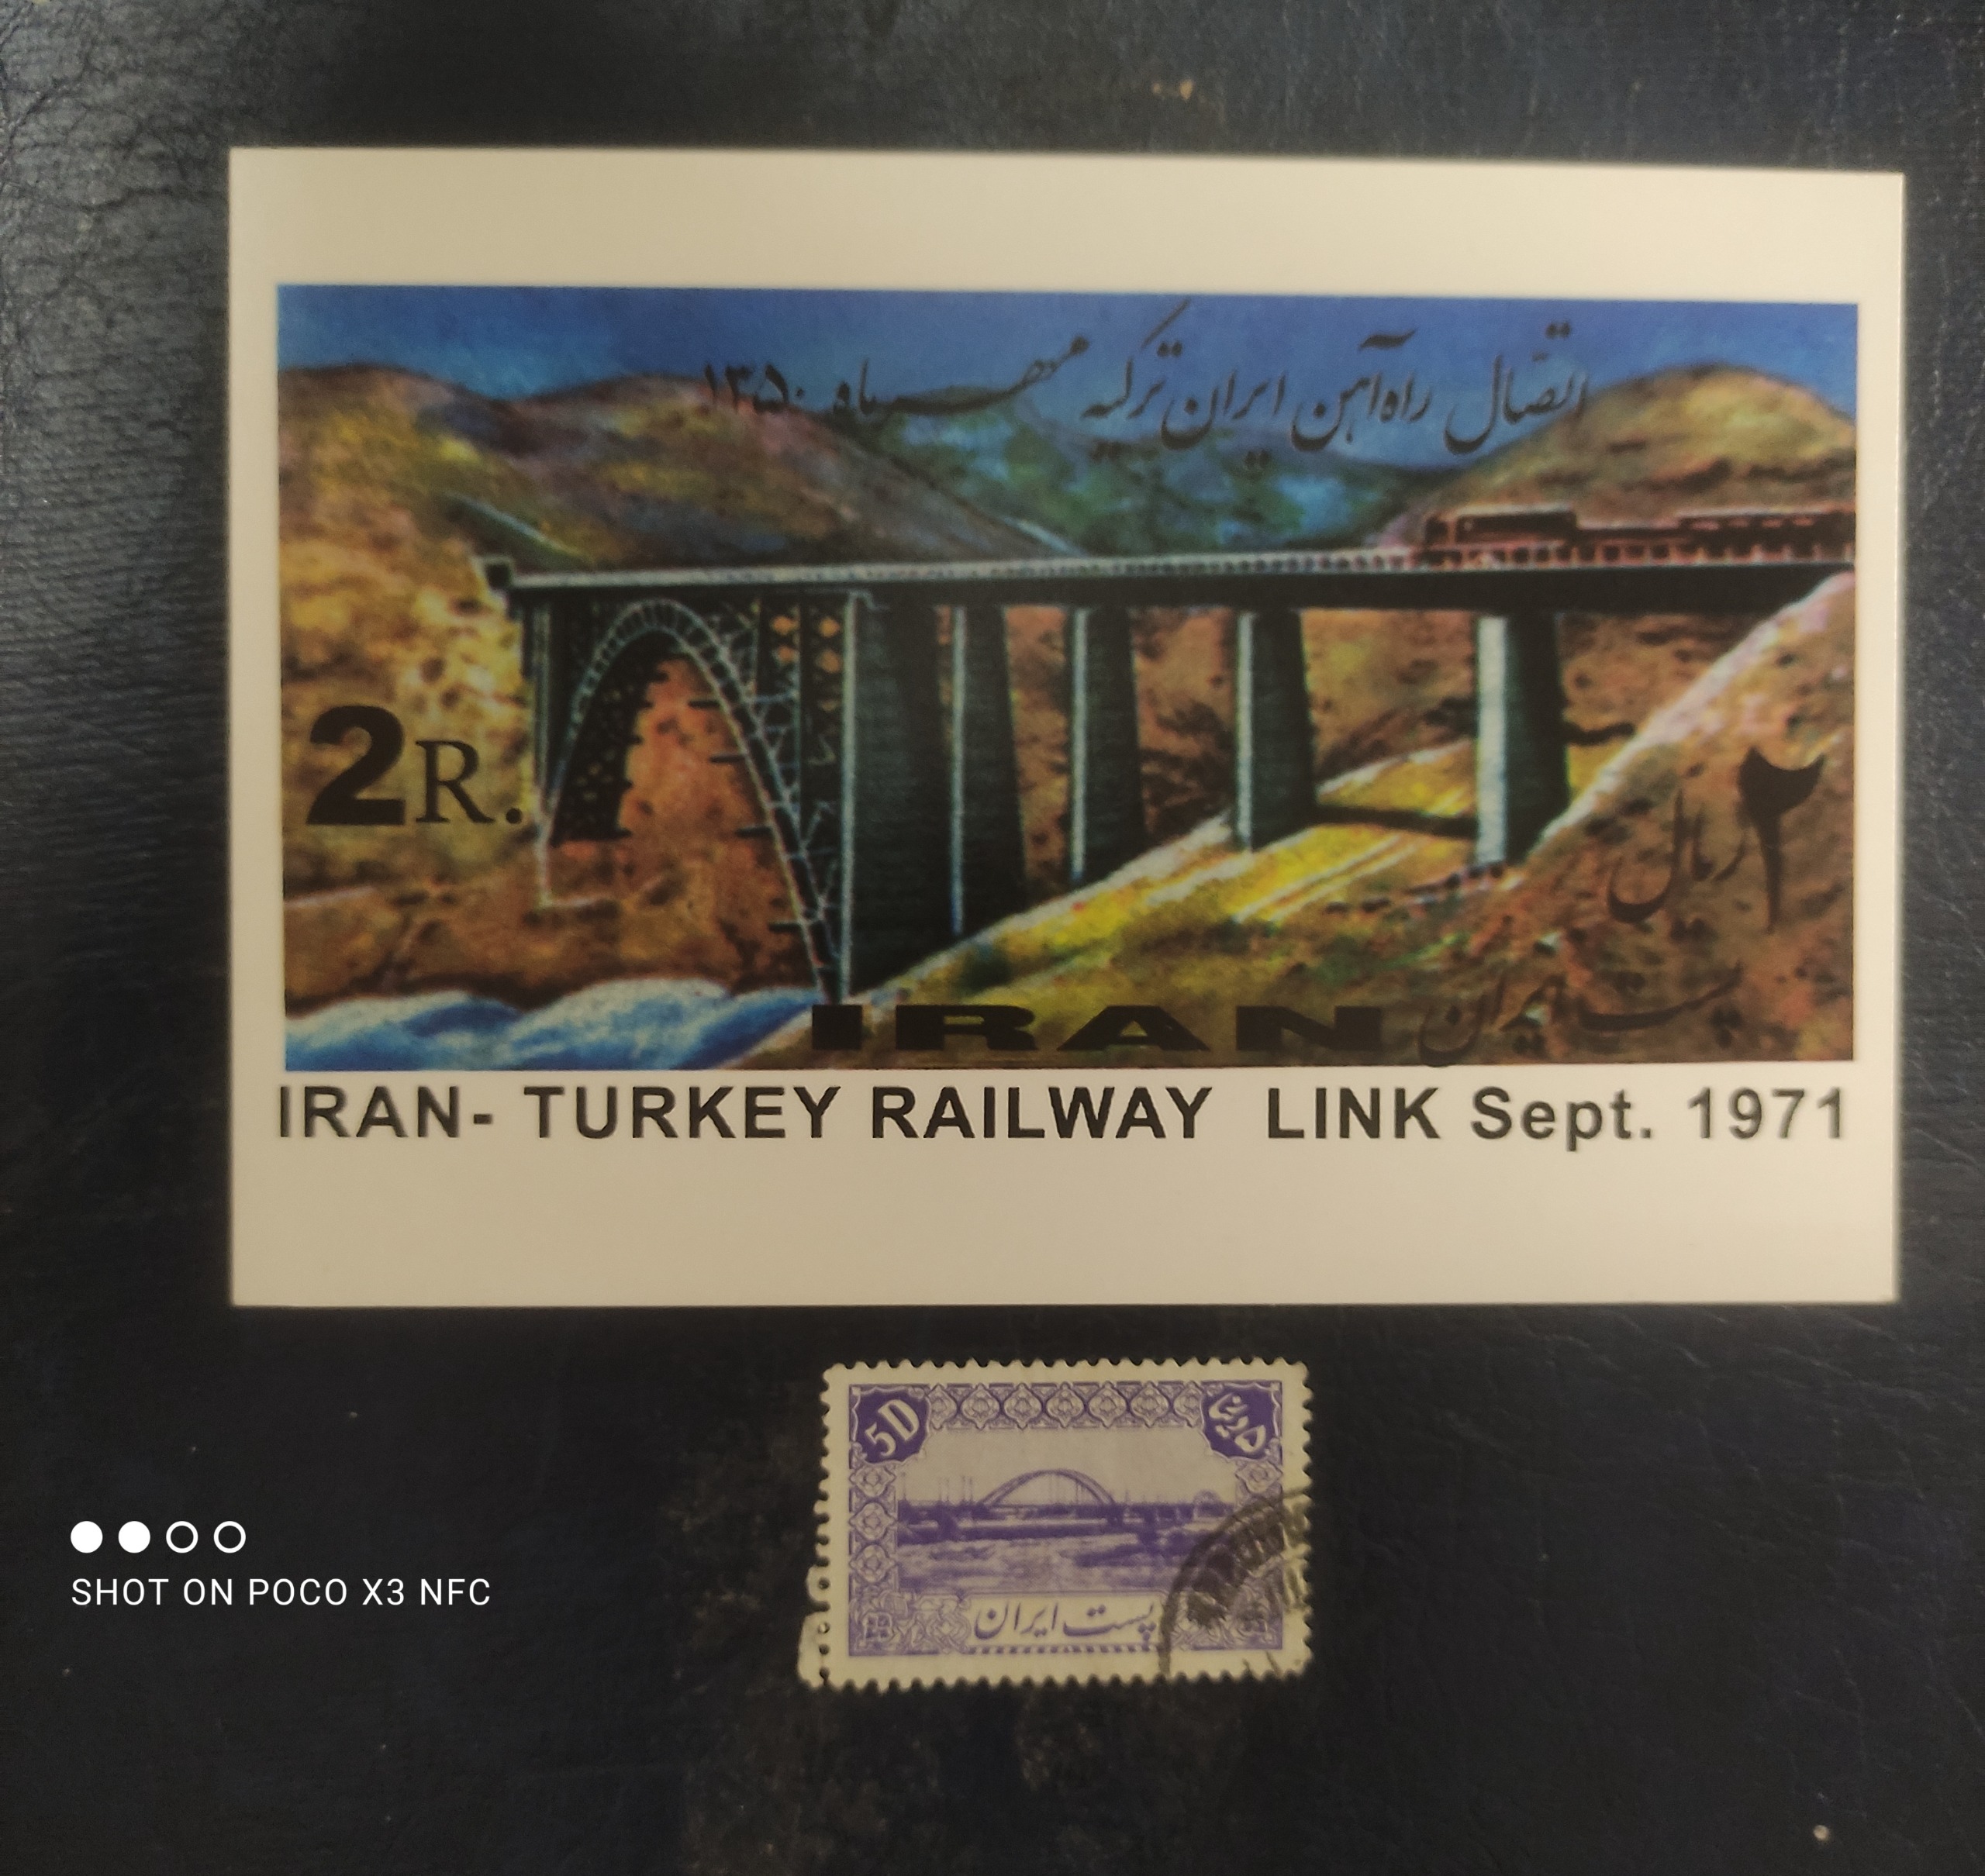 اتصال راه‌آهن ایران ترکیه مهرماه ۱۳۵۰
2R.
۲ ریال
IRAN پست ایران
IRAN- TURKEY RAILWAY LINK Sept. 1971
5D
۵ دینار
پست ایران
SHOT ON POCO X3 NFC